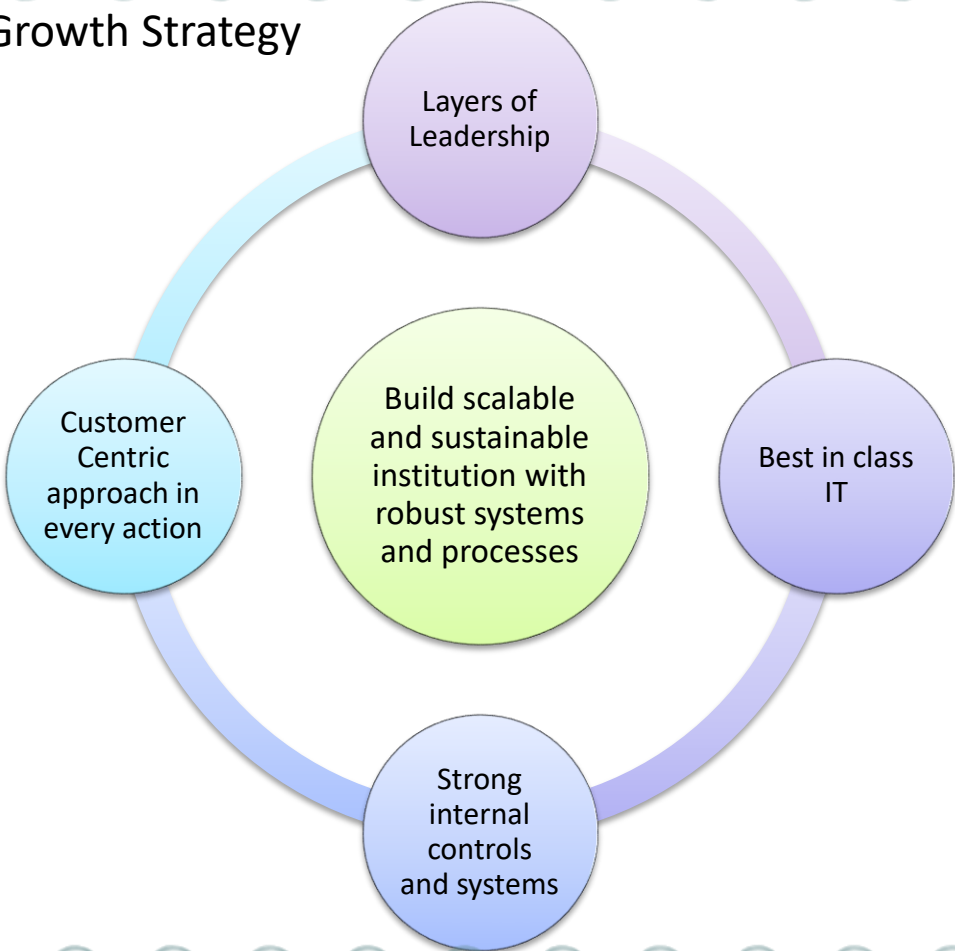 Growth Strategy
Layers of
Leadership
Customer
Centric
approach in
every action
Build scalable
and sustainable
institution with
robust systems
and processes
Best in class
IT
Strong
internal
controls
and systems